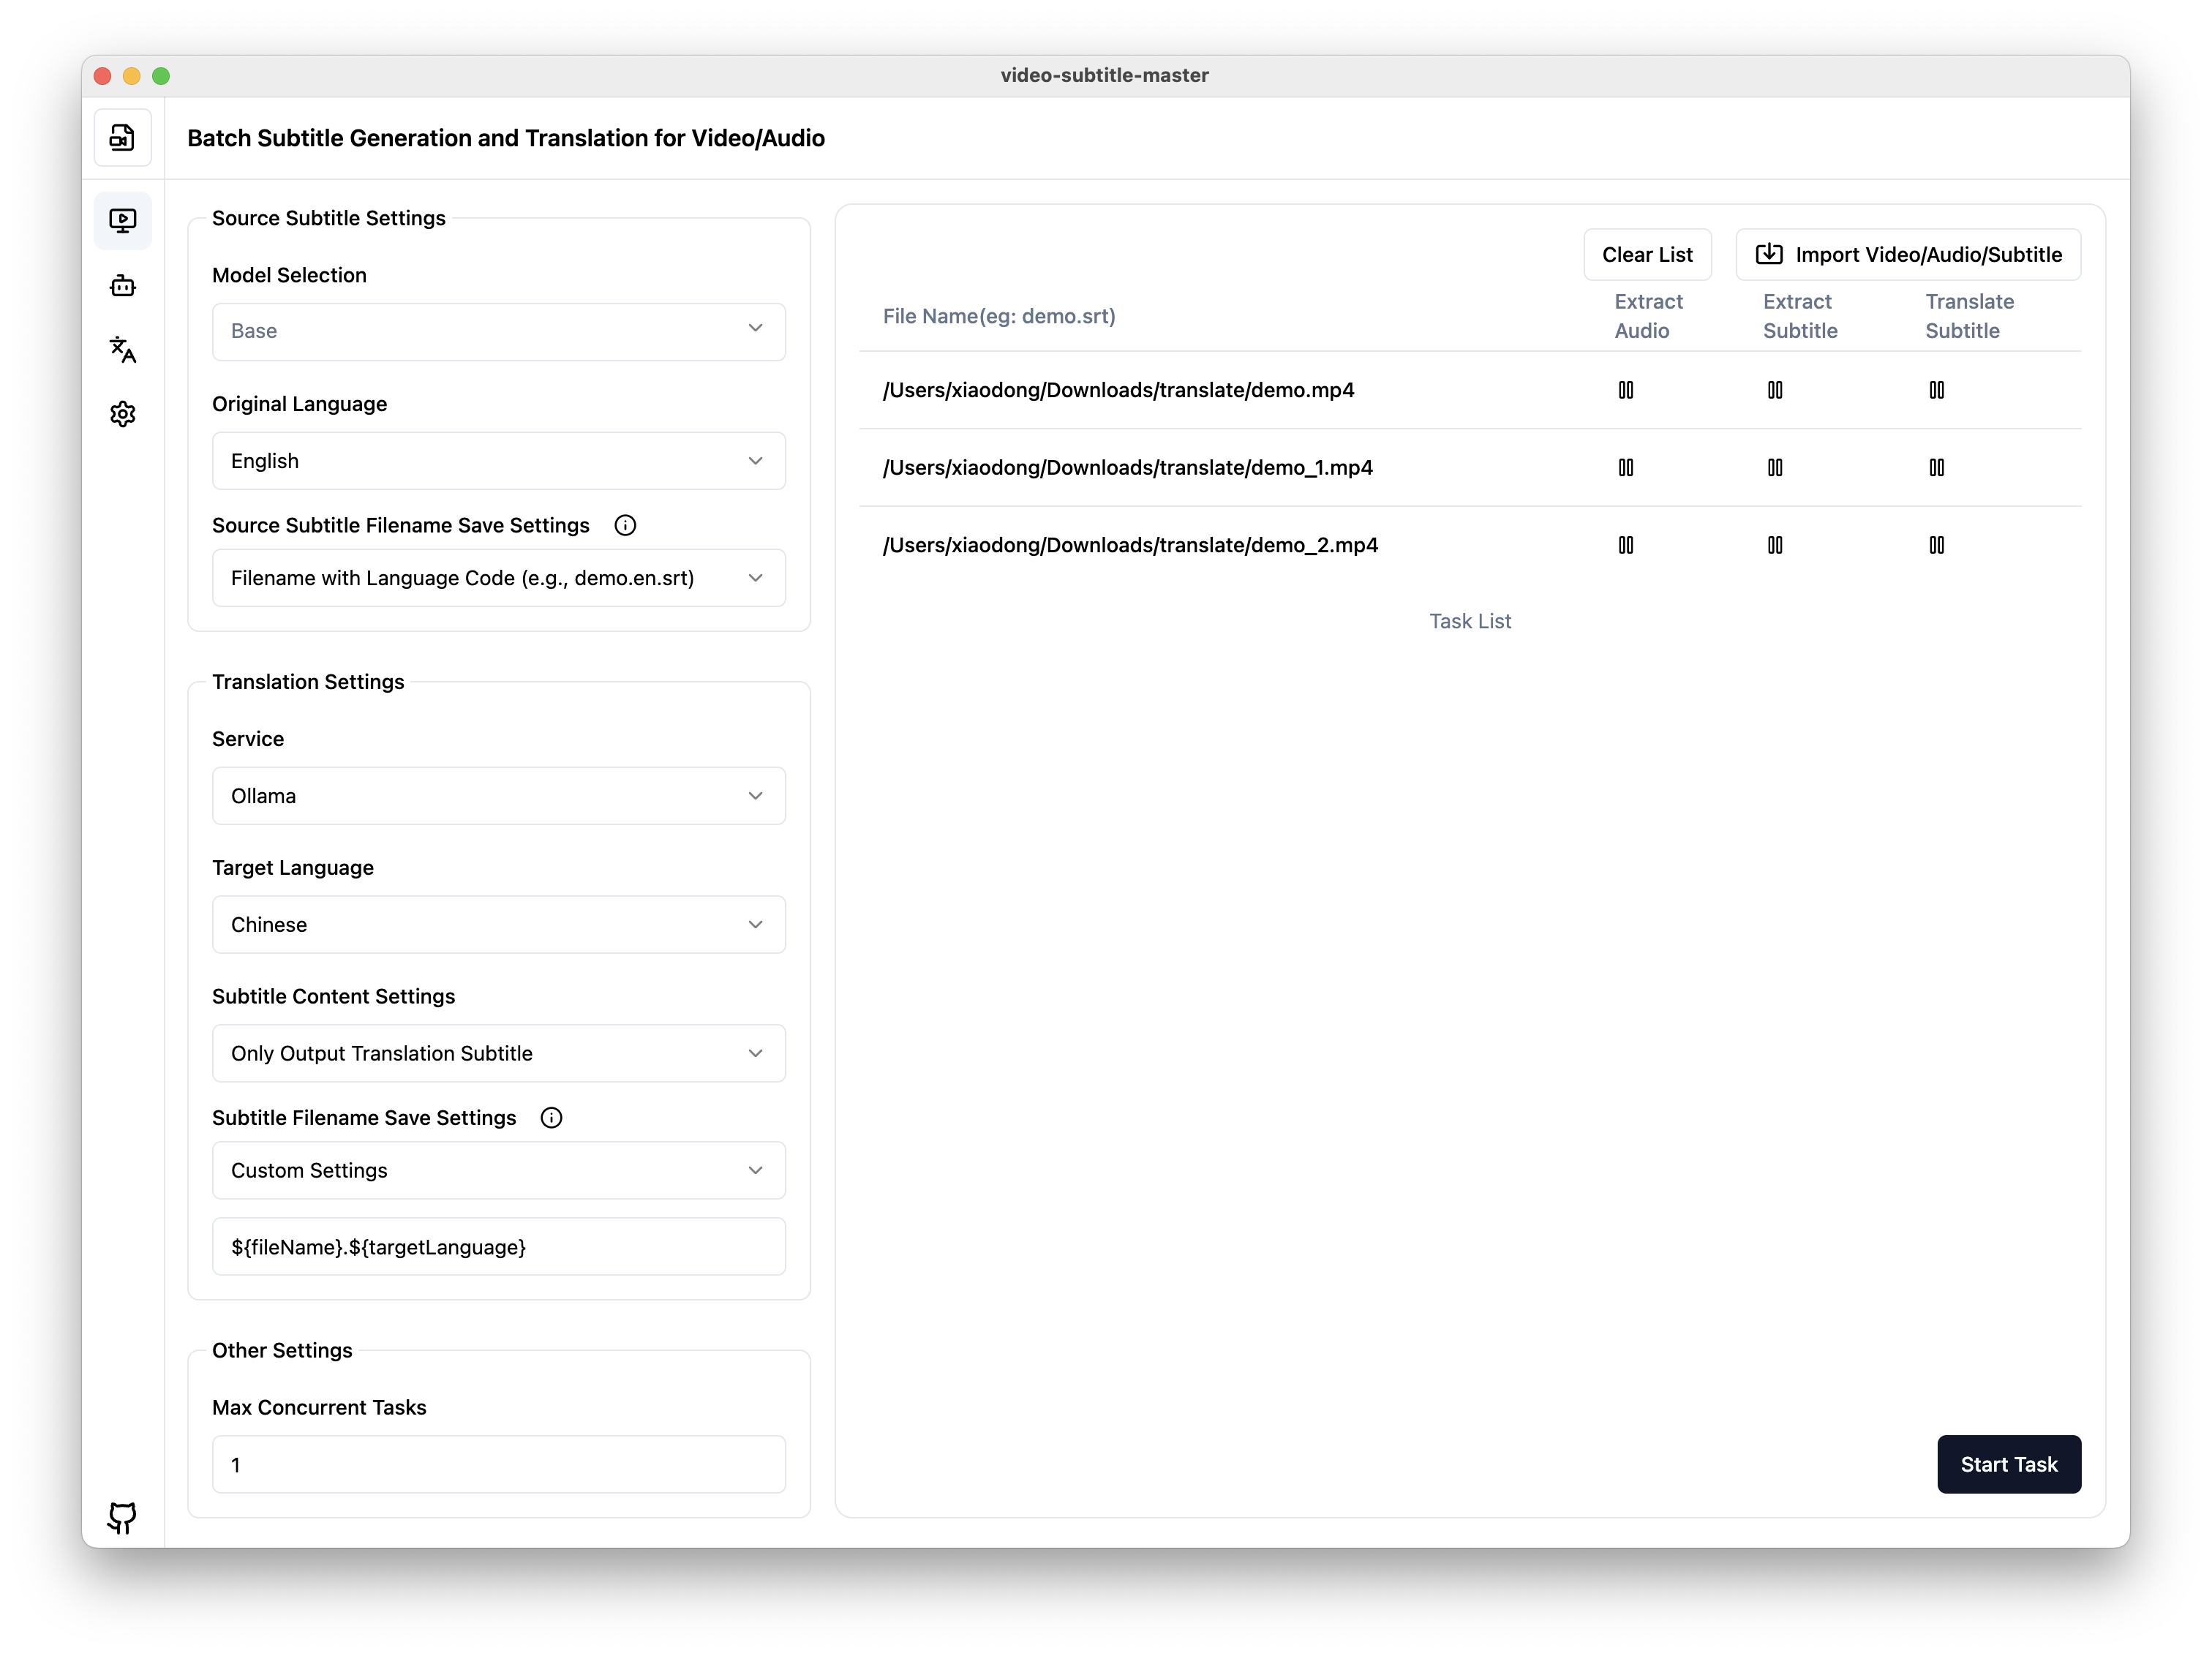 video-subtitle-master
Batch Subtitle Generation and Translation for Video/Audio
Source Subtitle Settings
Model Selection
Base
Original Language
English
Source Subtitle Filename Save Settings
Filename with Language Code (e.g., demo.en.srt)
Translation Settings
Service
Ollama
Target Language
Chinese
Subtitle Content Settings
Only Output Translation Subtitle
Subtitle Filename Save Settings
Custom Settings
${fileName}.${targetLanguage}
Other Settings
Max Concurrent Tasks
1
Clear List
Import Video/Audio/Subtitle
File Name(eg: demo.srt)
Extract
Audio
Extract
Subtitle
Translate
Subtitle
/Users/xiaodong/Downloads/translate/demo.mp4
/Users/xiaodong/Downloads/translate/demo_1.mp4
/Users/xiaodong/Downloads/translate/demo_2.mp4
Task List
Start Task